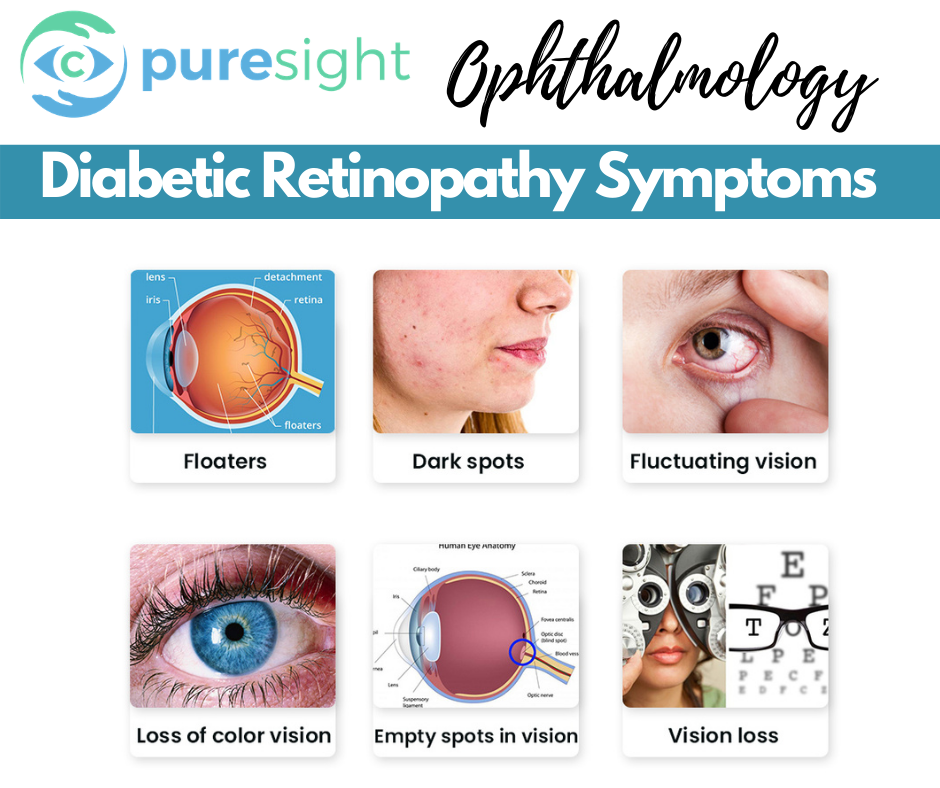 c puresight Ophthalmology
Diabetic Retinopathy Symptoms
lens
detachment
iris
retina
floaters
Floaters
Dark spots
Fluctuating vision
Human Eye Anatomy
Ciliary body
Sclera
Choroid
Retina
Iris
Fovea centralis
Optic disc
(blind spot)
Blood vess
Lens
Suspensory
ligament
Optic nerve
E
F P
T O Z
L P E
P E C F
E D F C Z
Loss of color vision
Empty spots in vision
Vision loss